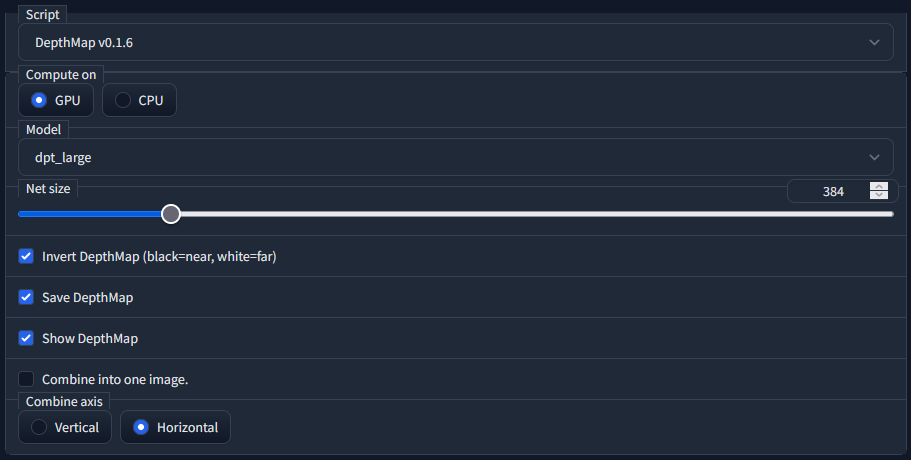 Script
DepthMap v0.1.6
Compute on
GPU CPU
Model
dpt_large
Net size 384
Invert DepthMap (black=near, white=far)
Save DepthMap
Show DepthMap
Combine into one image.
Combine axis
Vertical Horizontal